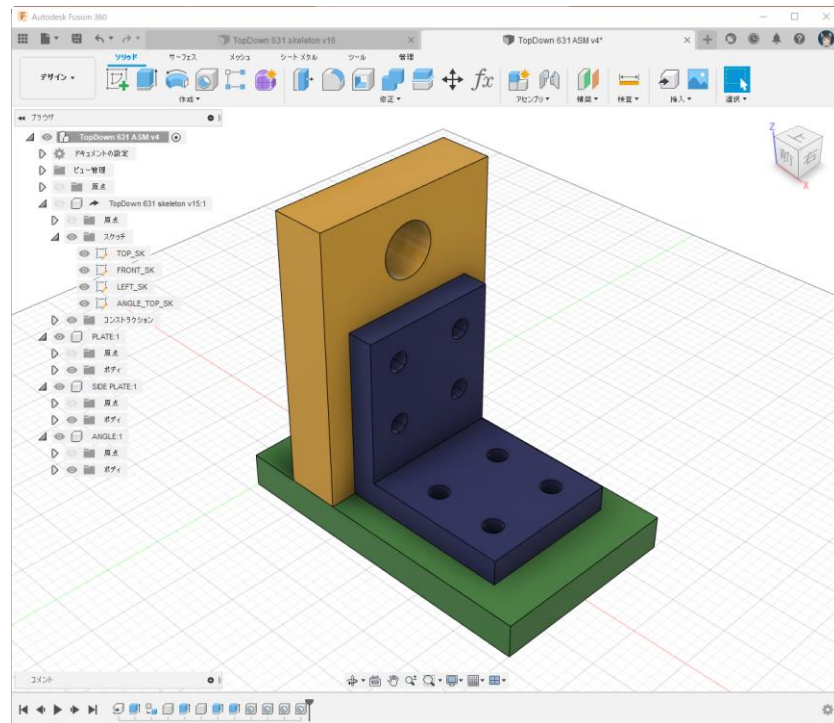 Autodesk Fusion 360
TopDown 631 skeleton v16
TopDown 631 ASM v4*
デザイン
ソリッド サーフェス メッシュ シートメタル ツール 管理
作成 修正 アセンブリ 構築 検査 挿入 選択
ブラウザ
TopDown 631 ASM v4
ドキュメントの設定
ビュー管理
原点
TopDown 631 skeleton v15:1
原点
スケッチ
TOP_SK
FRONT_SK
LEFT_SK
ANGLE_TOP_SK
コンストラクション
PLATE:1
原点
ボディ
SIDE PLATE:1
原点
ボディ
ANGLE:1
原点
ボディ
Z
上
前
右
X
コメント